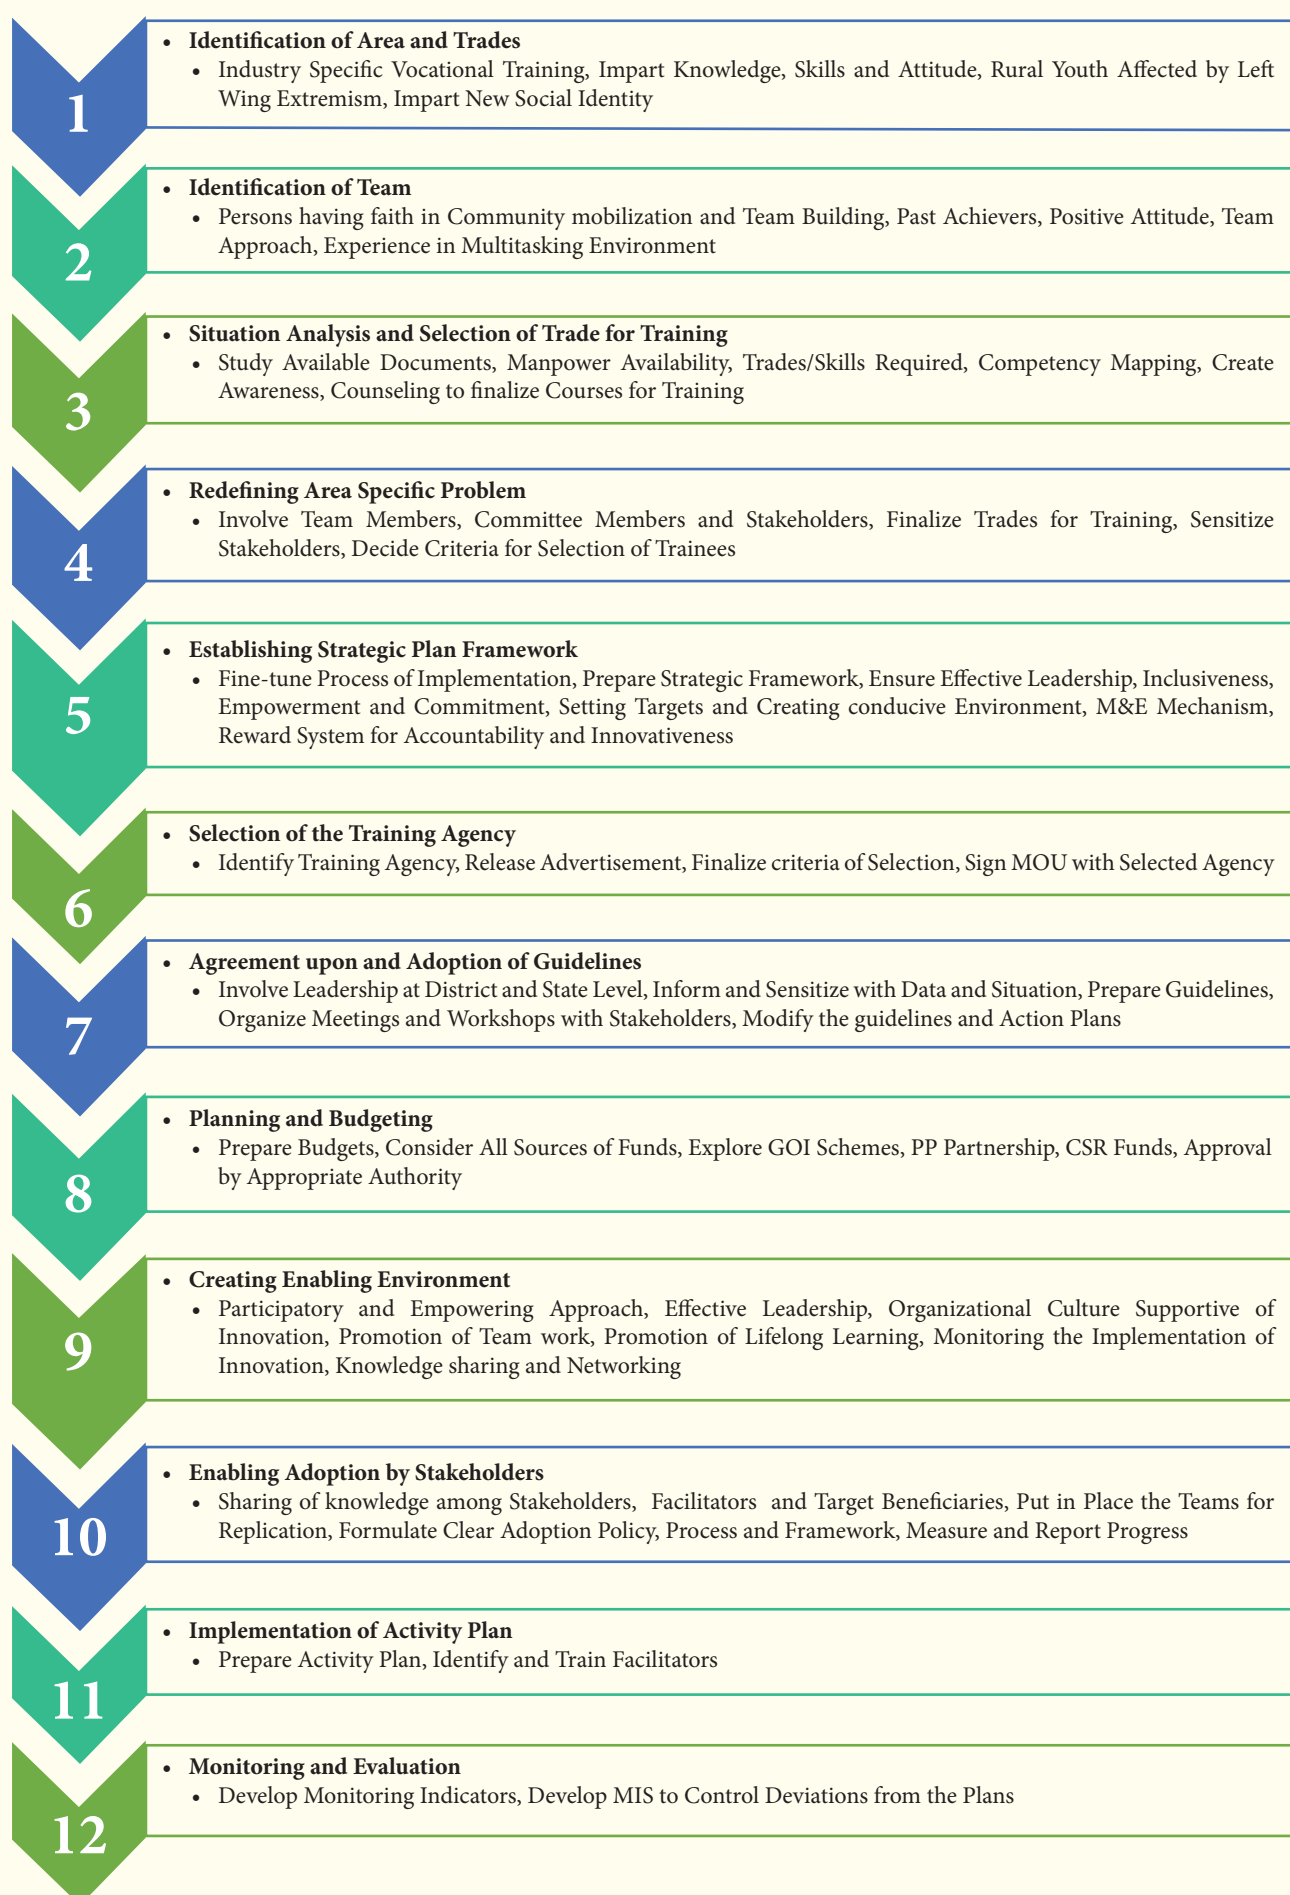 1
• Identification of Area and Trades
• Industry Specific Vocational Training, Impart Knowledge, Skills and Attitude, Rural Youth Affected by Left
Wing Extremism, Impart New Social Identity
2
• Identification of Team
• Persons having faith in Community mobilization and Team Building, Past Achievers, Positive Attitude, Team
Approach, Experience in Multitasking Environment
3
• Situation Analysis and Selection of Trade for Training
• Study Available Documents, Manpower Availability, Trades/Skills Required, Competency Mapping, Create
Awareness, Counseling to finalize Courses for Training
4
• Redefining Area Specific Problem
• Involve Team Members, Committee Members and Stakeholders, Finalize Trades for Training, Sensitize
Stakeholders, Decide Criteria for Selection of Trainees
5
• Establishing Strategic Plan Framework
• Fine-tune Process of Implementation, Prepare Strategic Framework, Ensure Effective Leadership, Inclusiveness,
Empowerment and Commitment, Setting Targets and Creating conducive Environment, M&E Mechanism,
Reward System for Accountability and Innovativeness
6
• Selection of the Training Agency
• Identify Training Agency, Release Advertisement, Finalize criteria of Selection, Sign MOU with Selected Agency
7
• Agreement upon and Adoption of Guidelines
• Involve Leadership at District and State Level, Inform and Sensitize with Data and Situation, Prepare Guidelines,
Organize Meetings and Workshops with Stakeholders, Modify the guidelines and Action Plans
8
• Planning and Budgeting
• Prepare Budgets, Consider All Sources of Funds, Explore GOI Schemes, PP Partnership, CSR Funds, Approval
by Appropriate Authority
9
• Creating Enabling Environment
• Participatory and Empowering Approach, Effective Leadership, Organizational Culture Supportive of
Innovation, Promotion of Team work, Promotion of Lifelong Learning, Monitoring the Implementation of
Innovation, Knowledge sharing and Networking
10
• Enabling Adoption by Stakeholders
• Sharing of knowledge among Stakeholders, Facilitators and Target Beneficiaries, Put in Place the Teams for
Replication, Formulate Clear Adoption Policy, Process and Framework, Measure and Report Progress
11
• Implementation of Activity Plan
• Prepare Activity Plan, Identify and Train Facilitators
12
• Monitoring and Evaluation
• Develop Monitoring Indicators, Develop MIS to Control Deviations from the Plans